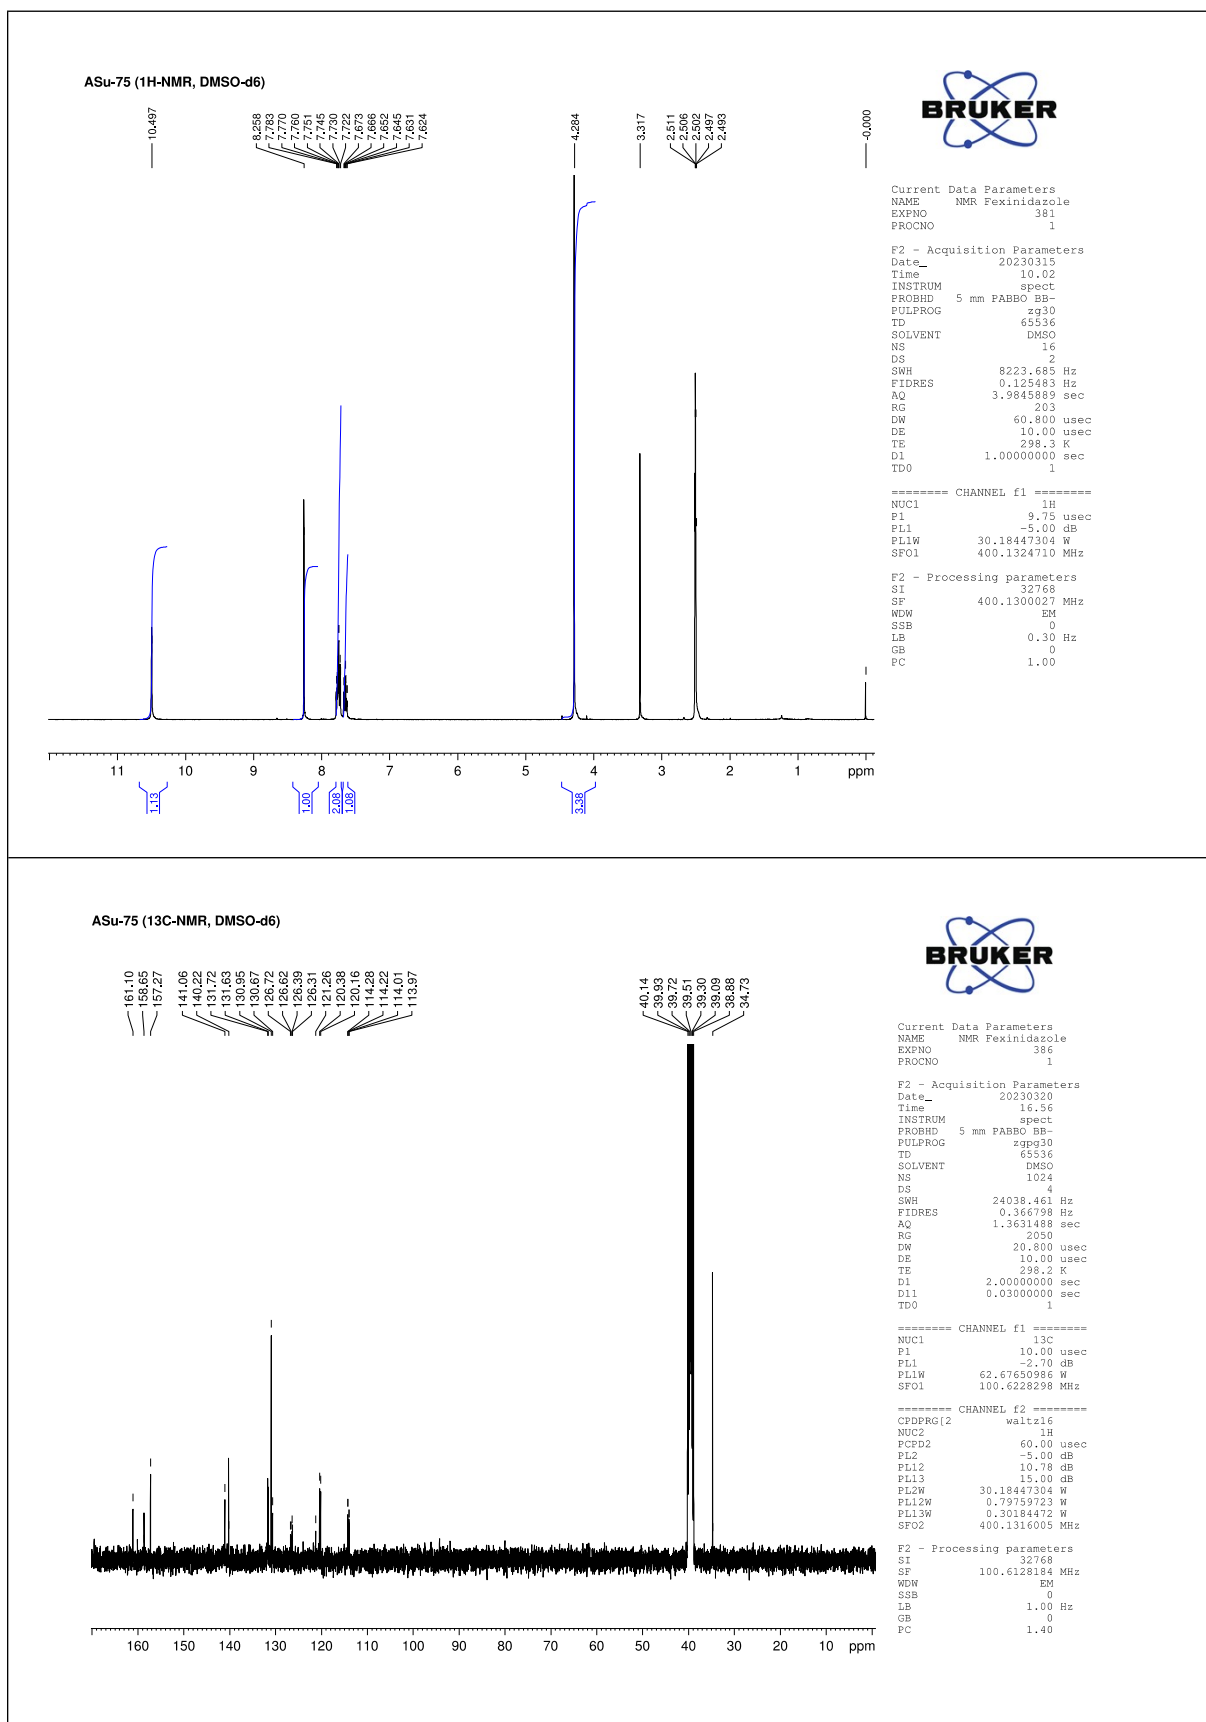 ASu-75 (1H-NMR, DMSO-d6)
10.497
8.258
7.783
7.770
7.760
7.751
7.745
7.730
7.722
7.673
7.666
7.652
7.645
7.631
7.624
4.284
3.317
2.511
2.506
2.502
2.497
2.493
-0.000
BRUKER
Current Data Parameters
NAME NMR Fexinidazole
EXPNO 381
PROCNO 1
F2 - Acquisition Parameters
Date_ 20230315
Time 10.02
INSTRUM spect
PROBHD 5 mm PABBO BB-
PULPROG zg30
TD 65536
SOLVENT DMSO
NS 16
DS 2
SWH 8223.685 Hz
FIDRES 0.125483 Hz
AQ 3.9845889 sec
RG 203
DW 60.800 usec
DE 10.00 usec
TE 298.3 K
D1 1.00000000 sec
TD0 1
======== CHANNEL f1 ========
NUC1 1H
P1 9.75 usec
PL1 -5.00 dB
PL1W 30.18447304 W
SFO1 400.1324710 MHz
F2 - Processing parameters
SI 32768
SF 400.1300027 MHz
WDW EM
SSB 0
LB 0.30 Hz
GB 0
PC 1.00
11 10 9 8 7 6 5 4 3 2 1 ppm
1.13
1.00
2.08
1.08
3.38
ASu-75 (13C-NMR, DMSO-d6)
161.10
158.65
157.27
141.06
140.22
131.72
131.63
130.95
130.67
126.72
126.62
126.39
126.31
121.26
120.38
120.16
114.28
114.22
114.01
113.97
40.14
39.93
39.72
39.51
39.30
39.09
38.88
34.73
BRUKER
Current Data Parameters
NAME NMR Fexinidazole
EXPNO 386
PROCNO 1
F2 - Acquisition Parameters
Date_ 20230320
Time 16.56
INSTRUM spect
PROBHD 5 mm PABBO BB-
PULPROG zgpg30
TD 65536
SOLVENT DMSO
NS 1024
DS 4
SWH 24038.461 Hz
FIDRES 0.366798 Hz
AQ 1.3631488 sec
RG 2050
DW 20.800 usec
DE 10.00 usec
TE 298.2 K
D1 2.00000000 sec
D11 0.03000000 sec
TD0 1
======== CHANNEL f1 ========
NUC1 13C
P1 10.00 usec
PL1 -2.70 dB
PL1W 62.67650986 W
SFO1 100.6228298 MHz
======== CHANNEL f2 ========
CPDPRG[2 waltz16
NUC2 1H
PCPD2 60.00 usec
PL2 -5.00 dB
PL12 10.78 dB
PL13 15.00 dB
PL2W 30.18447304 W
PL12W 0.79759723 W
PL13W 0.30184472 W
SFO2 400.1316005 MHz
F2 - Processing parameters
SI 32768
SF 100.6128184 MHz
WDW EM
SSB 0
LB 1.00 Hz
GB 0
PC 1.40
160 150 140 130 120 110 100 90 80 70 60 50 40 30 20 10 ppm